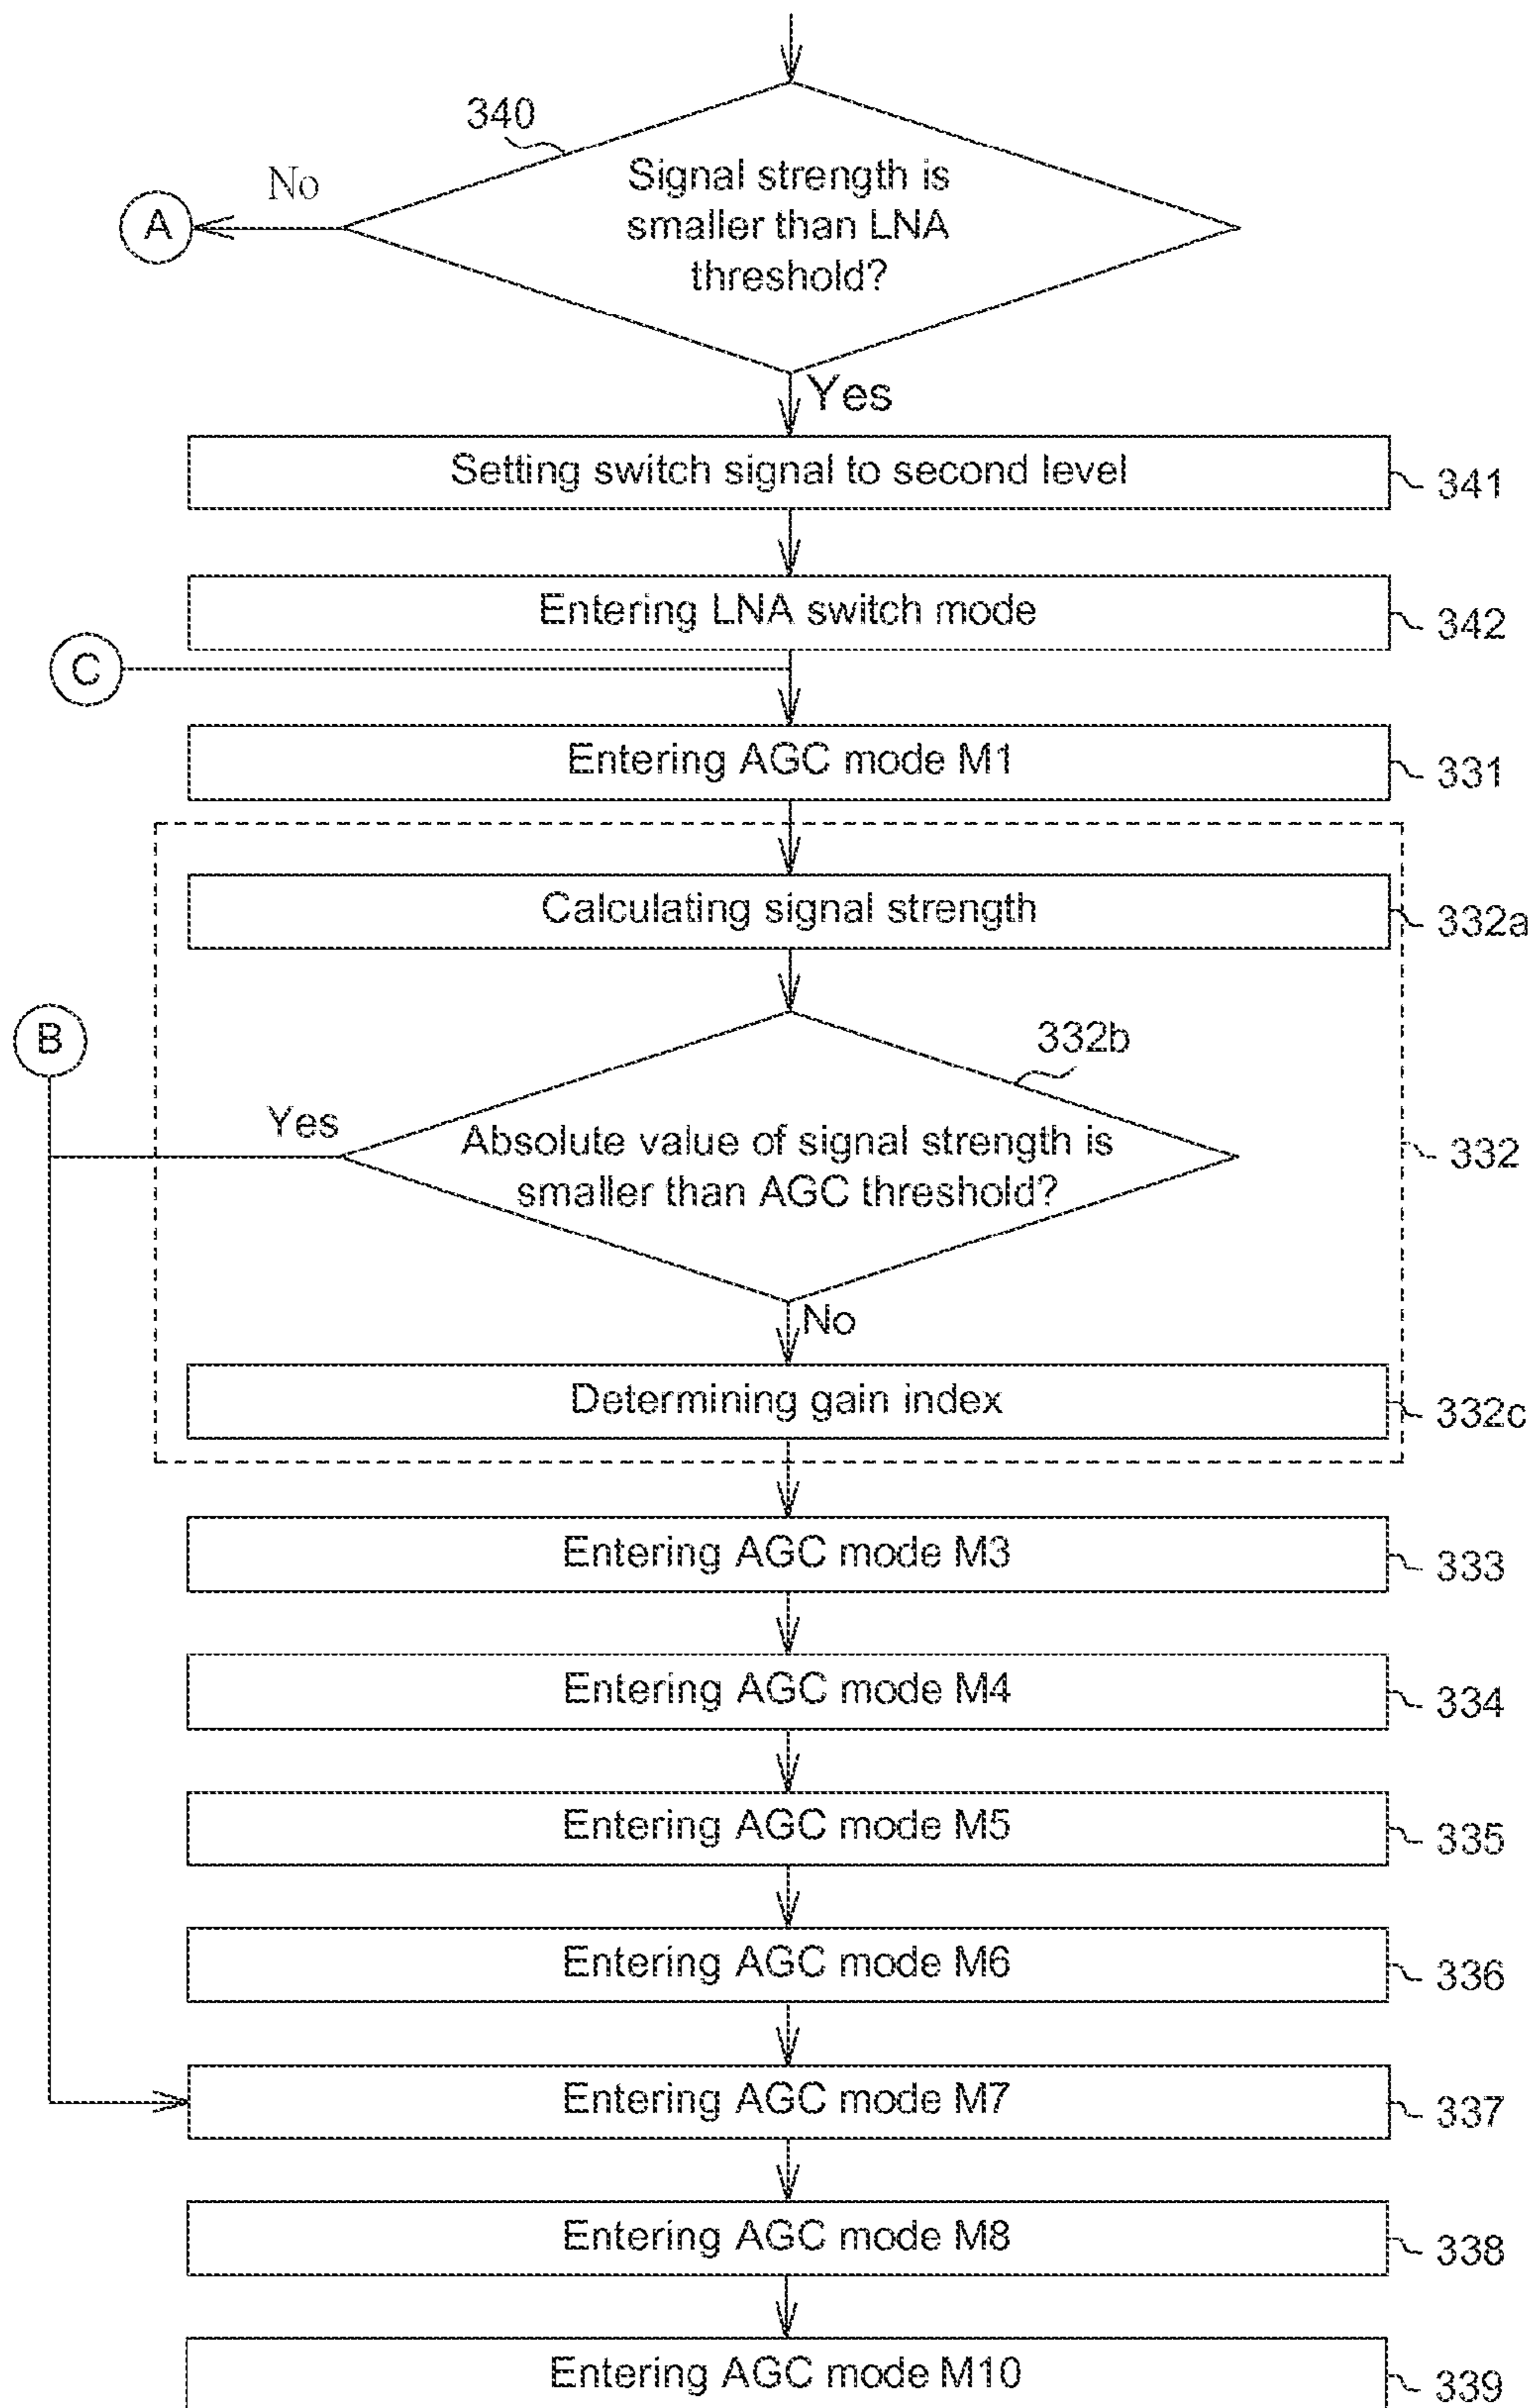 340
Signal strength is
smaller than LNA
threshold?
No
A
Yes
Setting switch signal to second level
341
Entering LNA switch mode
342
C
Entering AGC mode M1
331
Calculating signal strength
332a
B
332b
Yes
Absolute value of signal strength is
smaller than AGC threshold?
332
No
Determining gain index
332c
Entering AGC mode M3
333
Entering AGC mode M4
334
Entering AGC mode M5
335
Entering AGC mode M6
336
Entering AGC mode M7
337
Entering AGC mode M8
338
Entering AGC mode M10
339